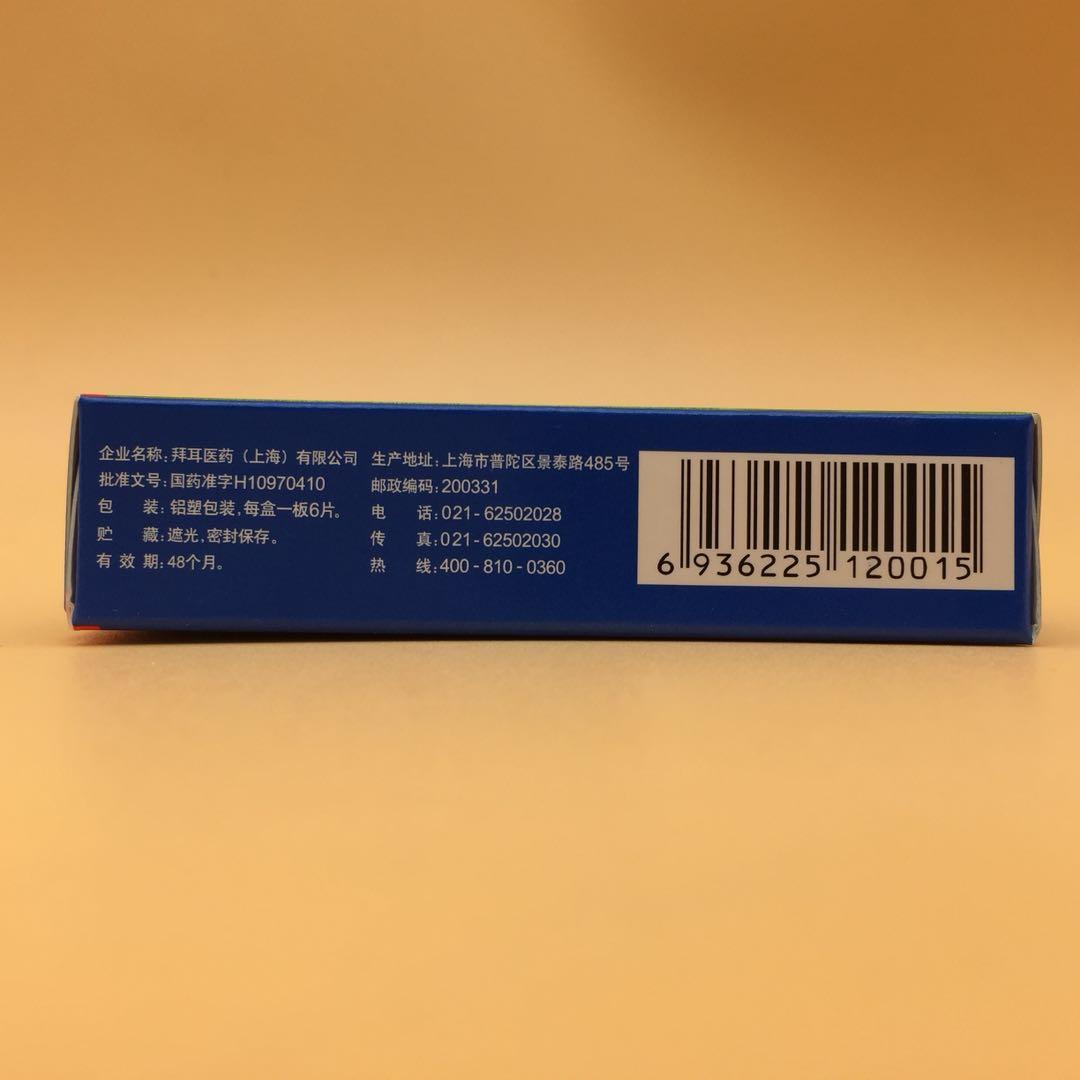 企业名称:拜耳医药（上海）有限公司
批准文号:国药准字H10970410
包 装:铝塑包装,每盒一板6片。
贮 藏:遮光,密封保存。
有 效 期:48个月。
生产地址:上海市普陀区景泰路485号
邮政编码:200331
电 话:021-62502028
传 真:021-62502030
热 线:400-810-0360
6 936225 120015